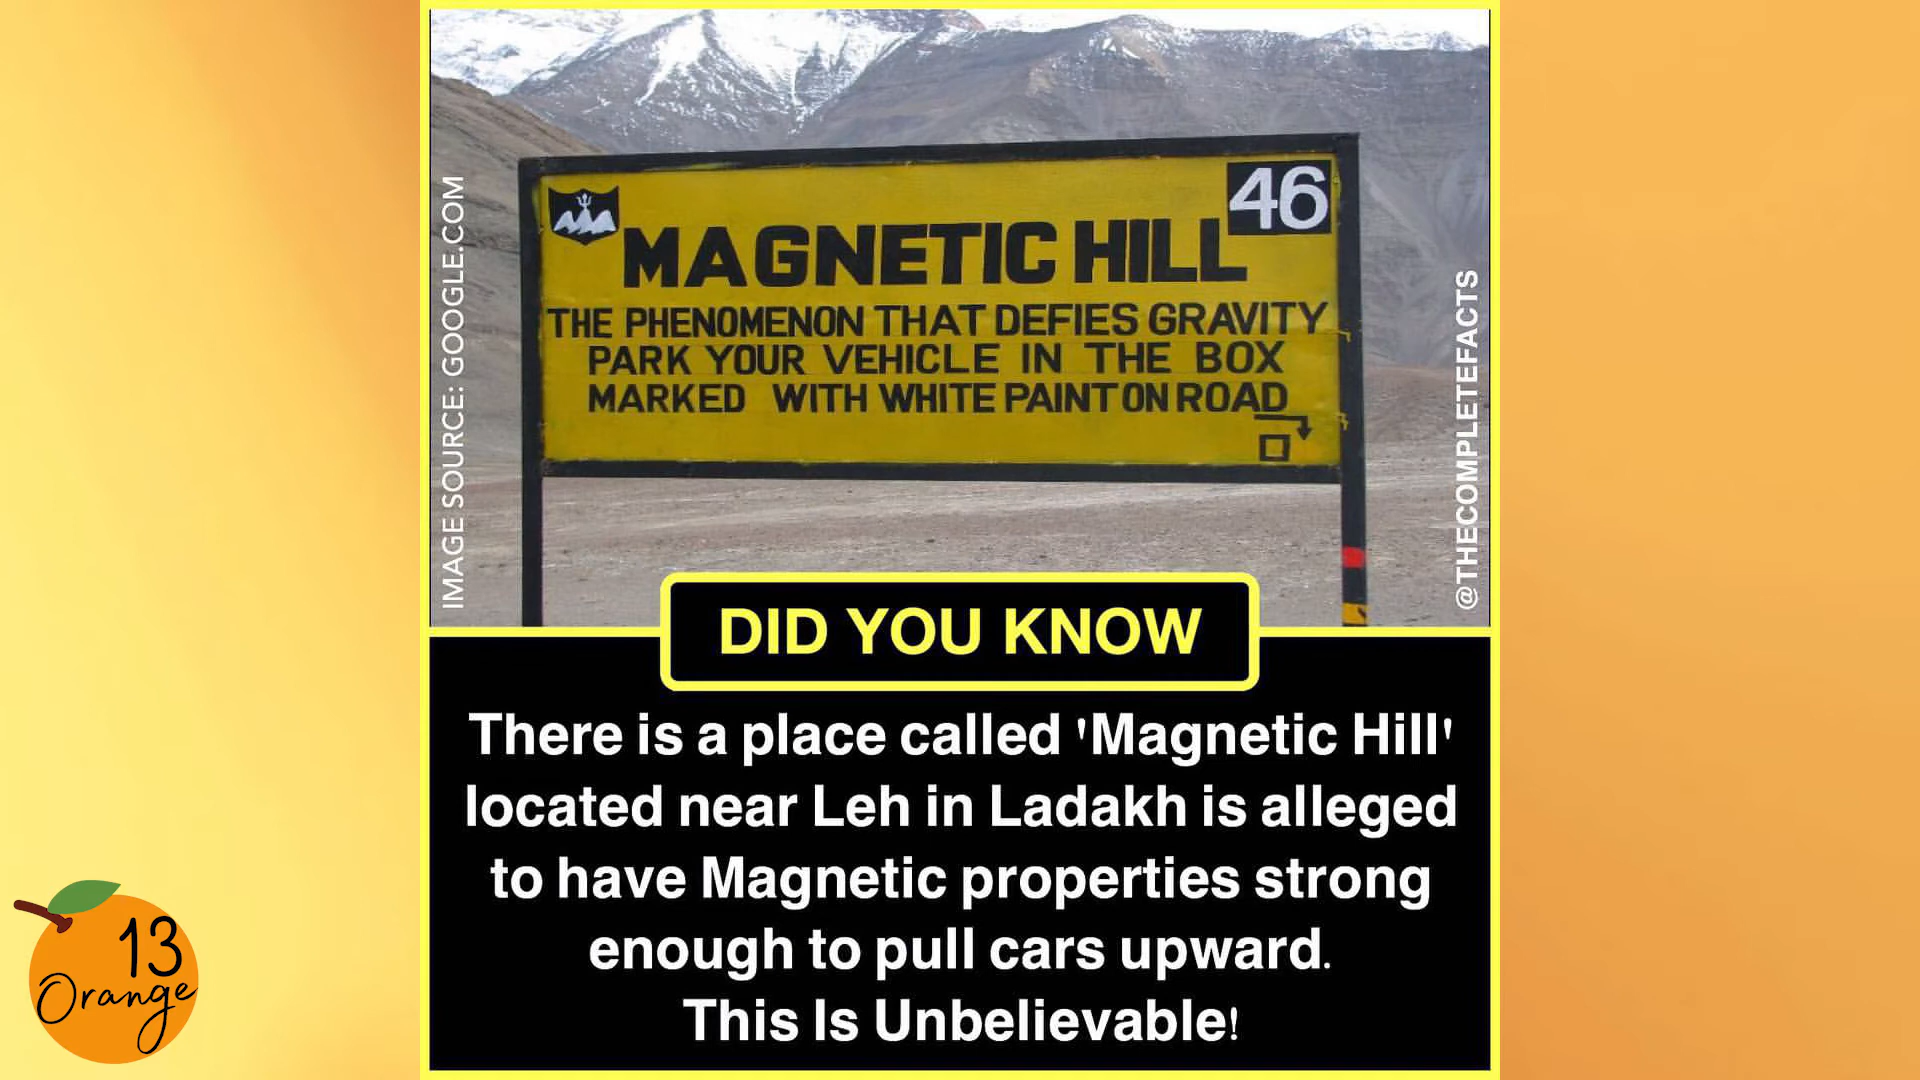 46
MAGNETIC HILL
THE PHENOMENON THAT DEFIES GRAVITY
PARK YOUR VEHICLE IN THE BOX
MARKED WITH WHITE PAINT ON ROAD
IMAGE SOURCE: GOOGLE.COM
@THECOMPLETEFACTS
DID YOU KNOW
There is a place called 'Magnetic Hill'
located near Leh in Ladakh is alleged
to have Magnetic properties strong
enough to pull cars upward.
This Is Unbelievable!
13
Orange